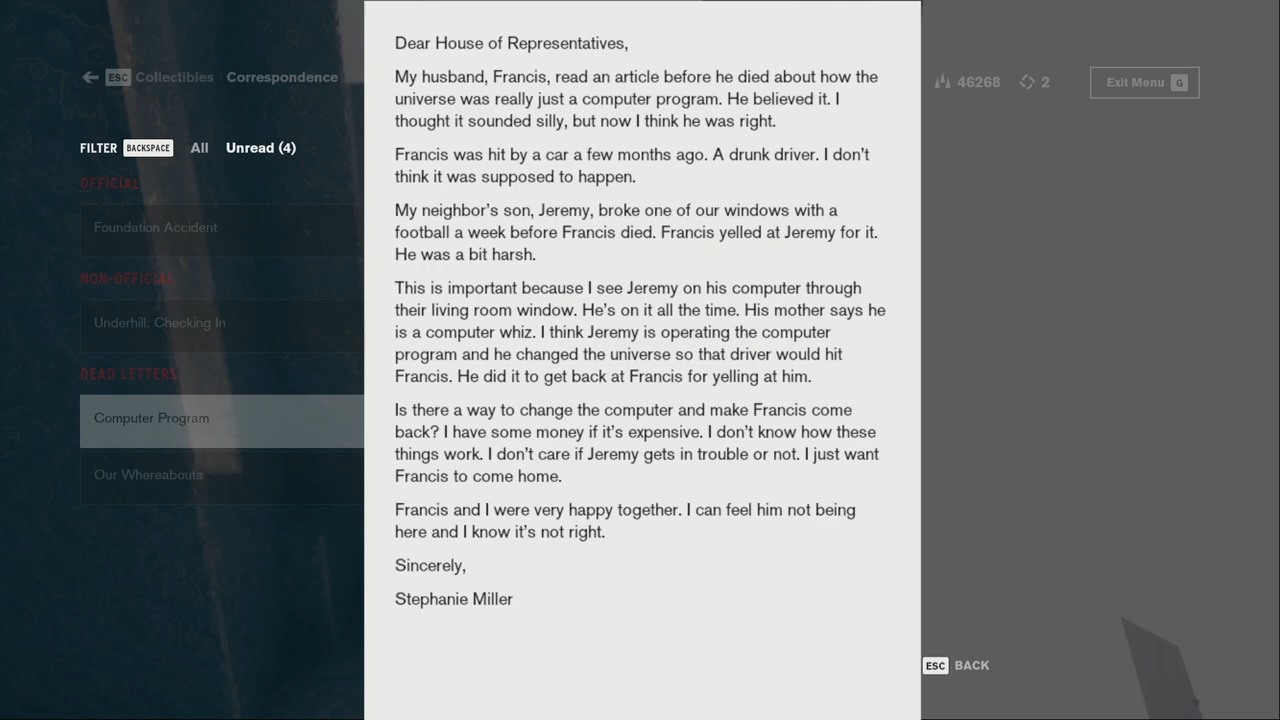 ESC Collectibles / Correspondence
46268
2
Exit Menu G
FILTER BACKSPACE All Unread (4)
OFFICIAL
Foundation Accident
NON-OFFICIAL
Underhill: Checking In
DEAD LETTERS
Computer Program
Our Whereabouts
Dear House of Representatives,
My husband, Francis, read an article before he died about how the
universe was really just a computer program. He believed it. I
thought it sounded silly, but now I think he was right.
Francis was hit by a car a few months ago. A drunk driver. I don’t
think it was supposed to happen.
My neighbor’s son, Jeremy, broke one of our windows with a
football a week before Francis died. Francis yelled at Jeremy for it.
He was a bit harsh.
This is important because I see Jeremy on his computer through
their living room window. He’s on it all the time. His mother says he
is a computer whiz. I think Jeremy is operating the computer
program and he changed the universe so that driver would hit
Francis. He did it to get back at Francis for yelling at him.
Is there a way to change the computer and make Francis come
back? I have some money if it’s expensive. I don’t know how these
things work. I don’t care if Jeremy gets in trouble or not. I just want
Francis to come home.
Francis and I were very happy together. I can feel him not being
here and I know it’s not right.
Sincerely,
Stephanie Miller
ESC BACK